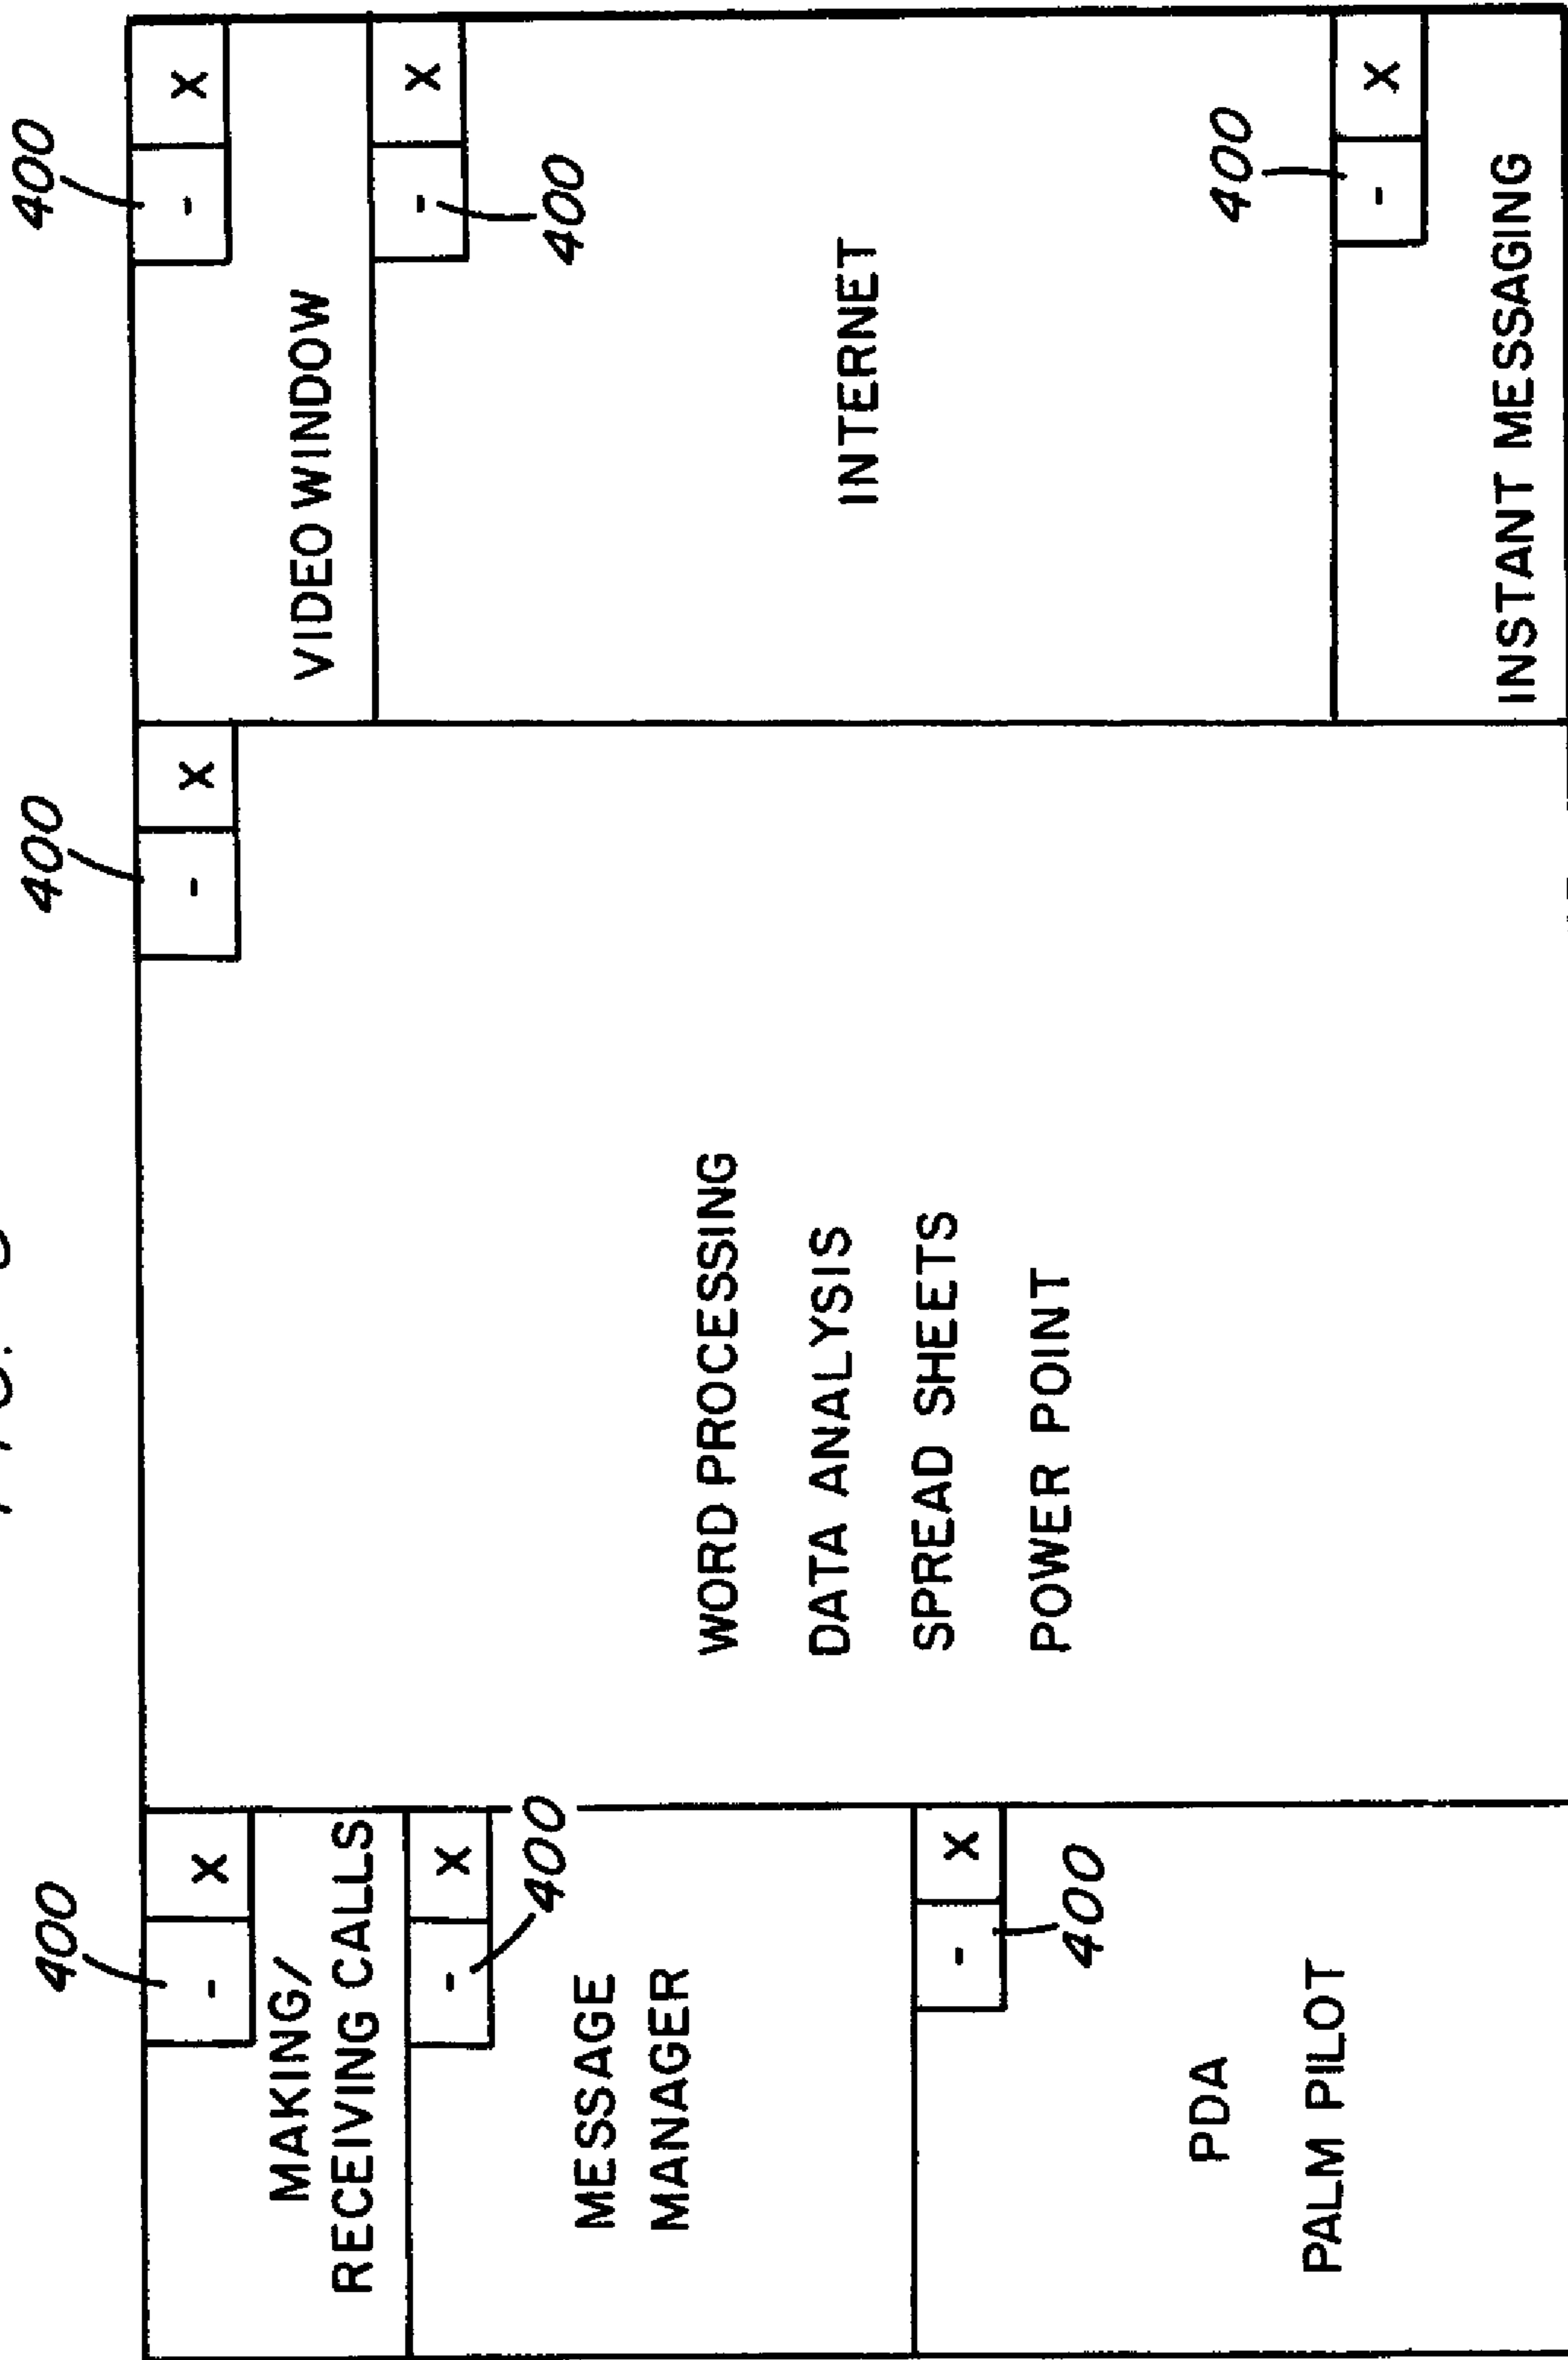 400
- X
MAKING/
RECEIVING CALLS
- X
400
MESSAGE
MANAGER
- X
400
PDA
PALM PILOT
400
- X
WORD PROCESSING
DATA ANALYSIS
SPREAD SHEETS
POWER POINT
400
- X
VIDEO WINDOW
- X
400
INTERNET
400
- X
INSTANT MESSAGING